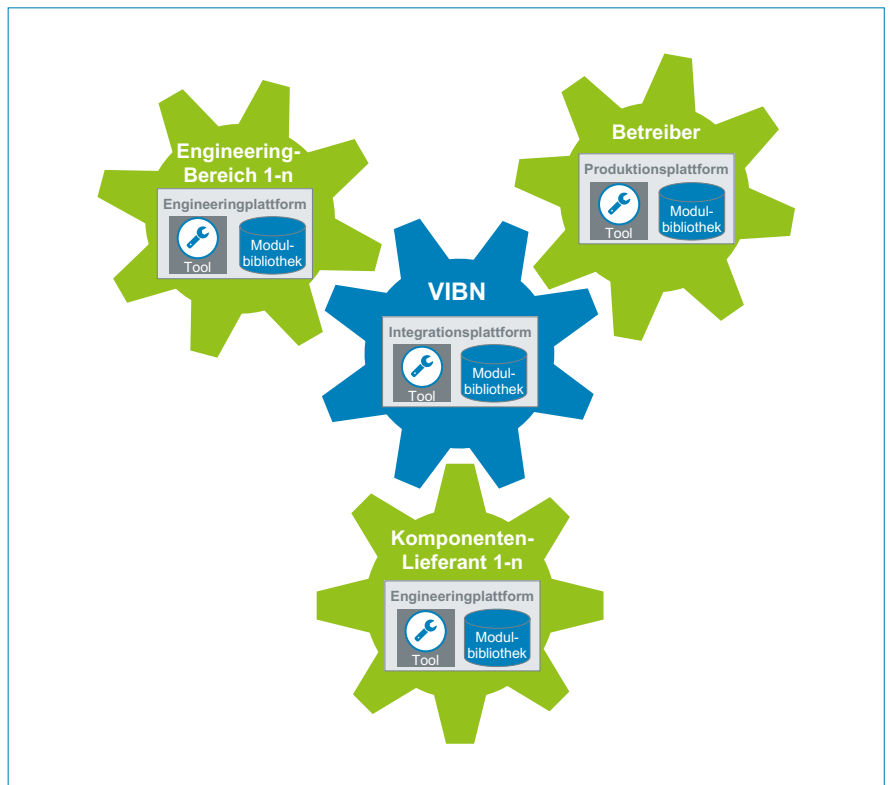 Engineering-
Bereich 1-n
Engineeringplattform
Tool
Modul-
bibliothek
Betreiber
Produktionsplattform
Tool
Modul-
bibliothek
VIBN
Integrationsplattform
Tool
Modul-
bibliothek
Komponenten-
Lieferant 1-n
Engineeringplattform
Tool
Modul-
bibliothek